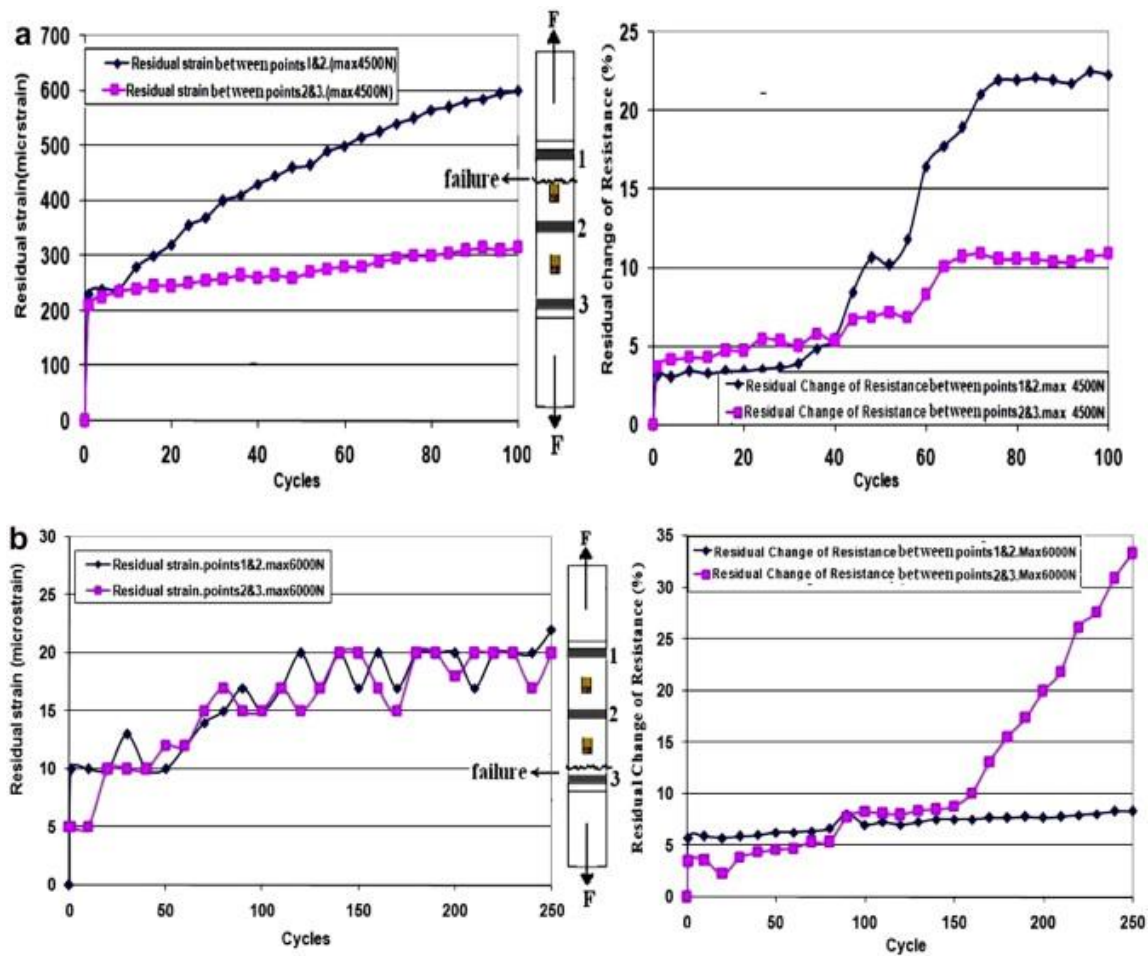 a
Residual strain(micrstrain)
700
600
500
400
300
200
100
0
Residual strain between points1&2.(max4500N)
Residual strain between points2&3.(max4500N)
0 20 40 60 80 100
Cycles
F
1
failure
2
3
F
Residual change of Resistance (%)
25
20
15
10
5
0
Residual Change of Resistance between points1&2.max 4500N
Residual Change of Resistance between points2&3.max 4500N
0 20 40 60 80 100
Cycles
b
Residual strain (microstrain)
30
25
20
15
10
5
0
Residual strain.points1&2.max6000N
Residual strain.points2&3.max6000N
0 50 100 150 200 250
Cycles
F
1
2
failure
3
F
Residual Change of Resistance (%)
35
30
25
20
15
10
5
0
Residual Change of Resistance between points1&2.Max6000N
Residual Change of Resistance between points2&3.Max6000N
0 50 100 150 200 250
Cycle